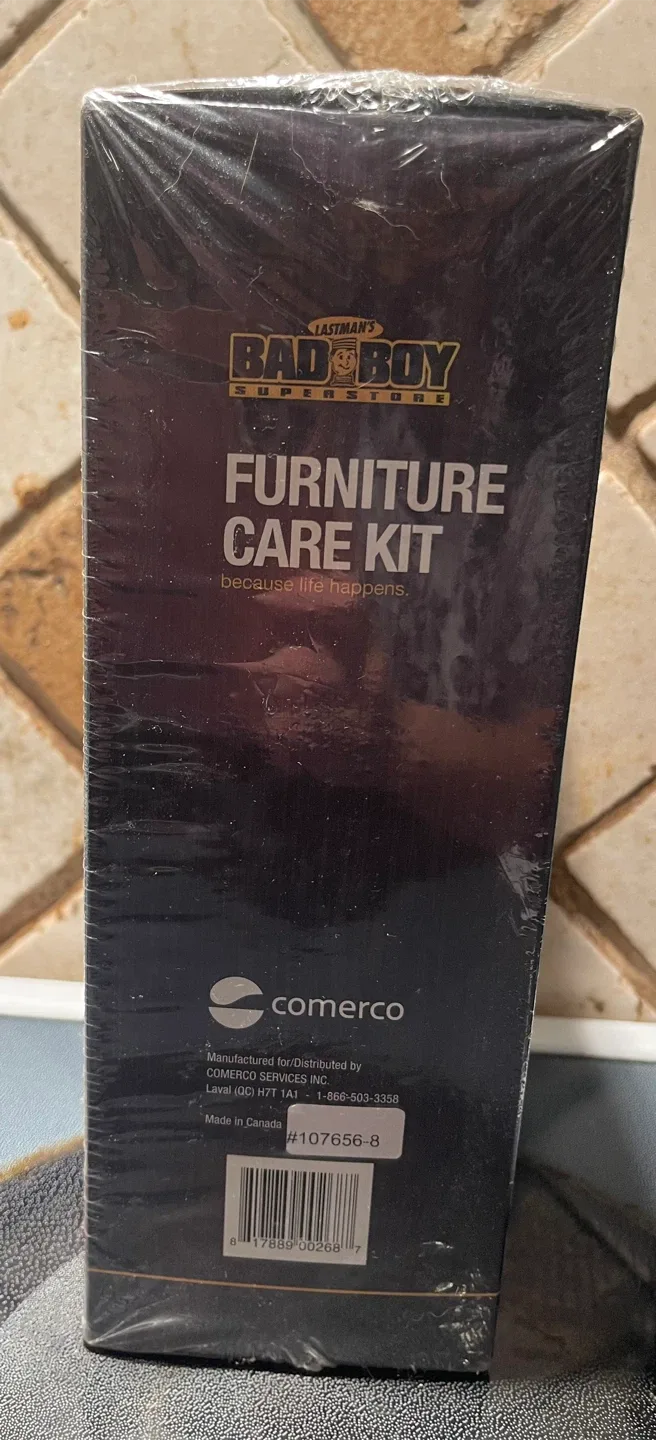 LASTMAN'S
BAD BOY
SUPERSTORE
FURNITURE
CARE KIT
because life happens.
comerco
Manufactured for/Distributed by
COMERCO SERVICES INC.
Laval (QC) H7T 1A1 - 1-866-503-3358
Made in Canada
#107656-8
8 17889 00268 7